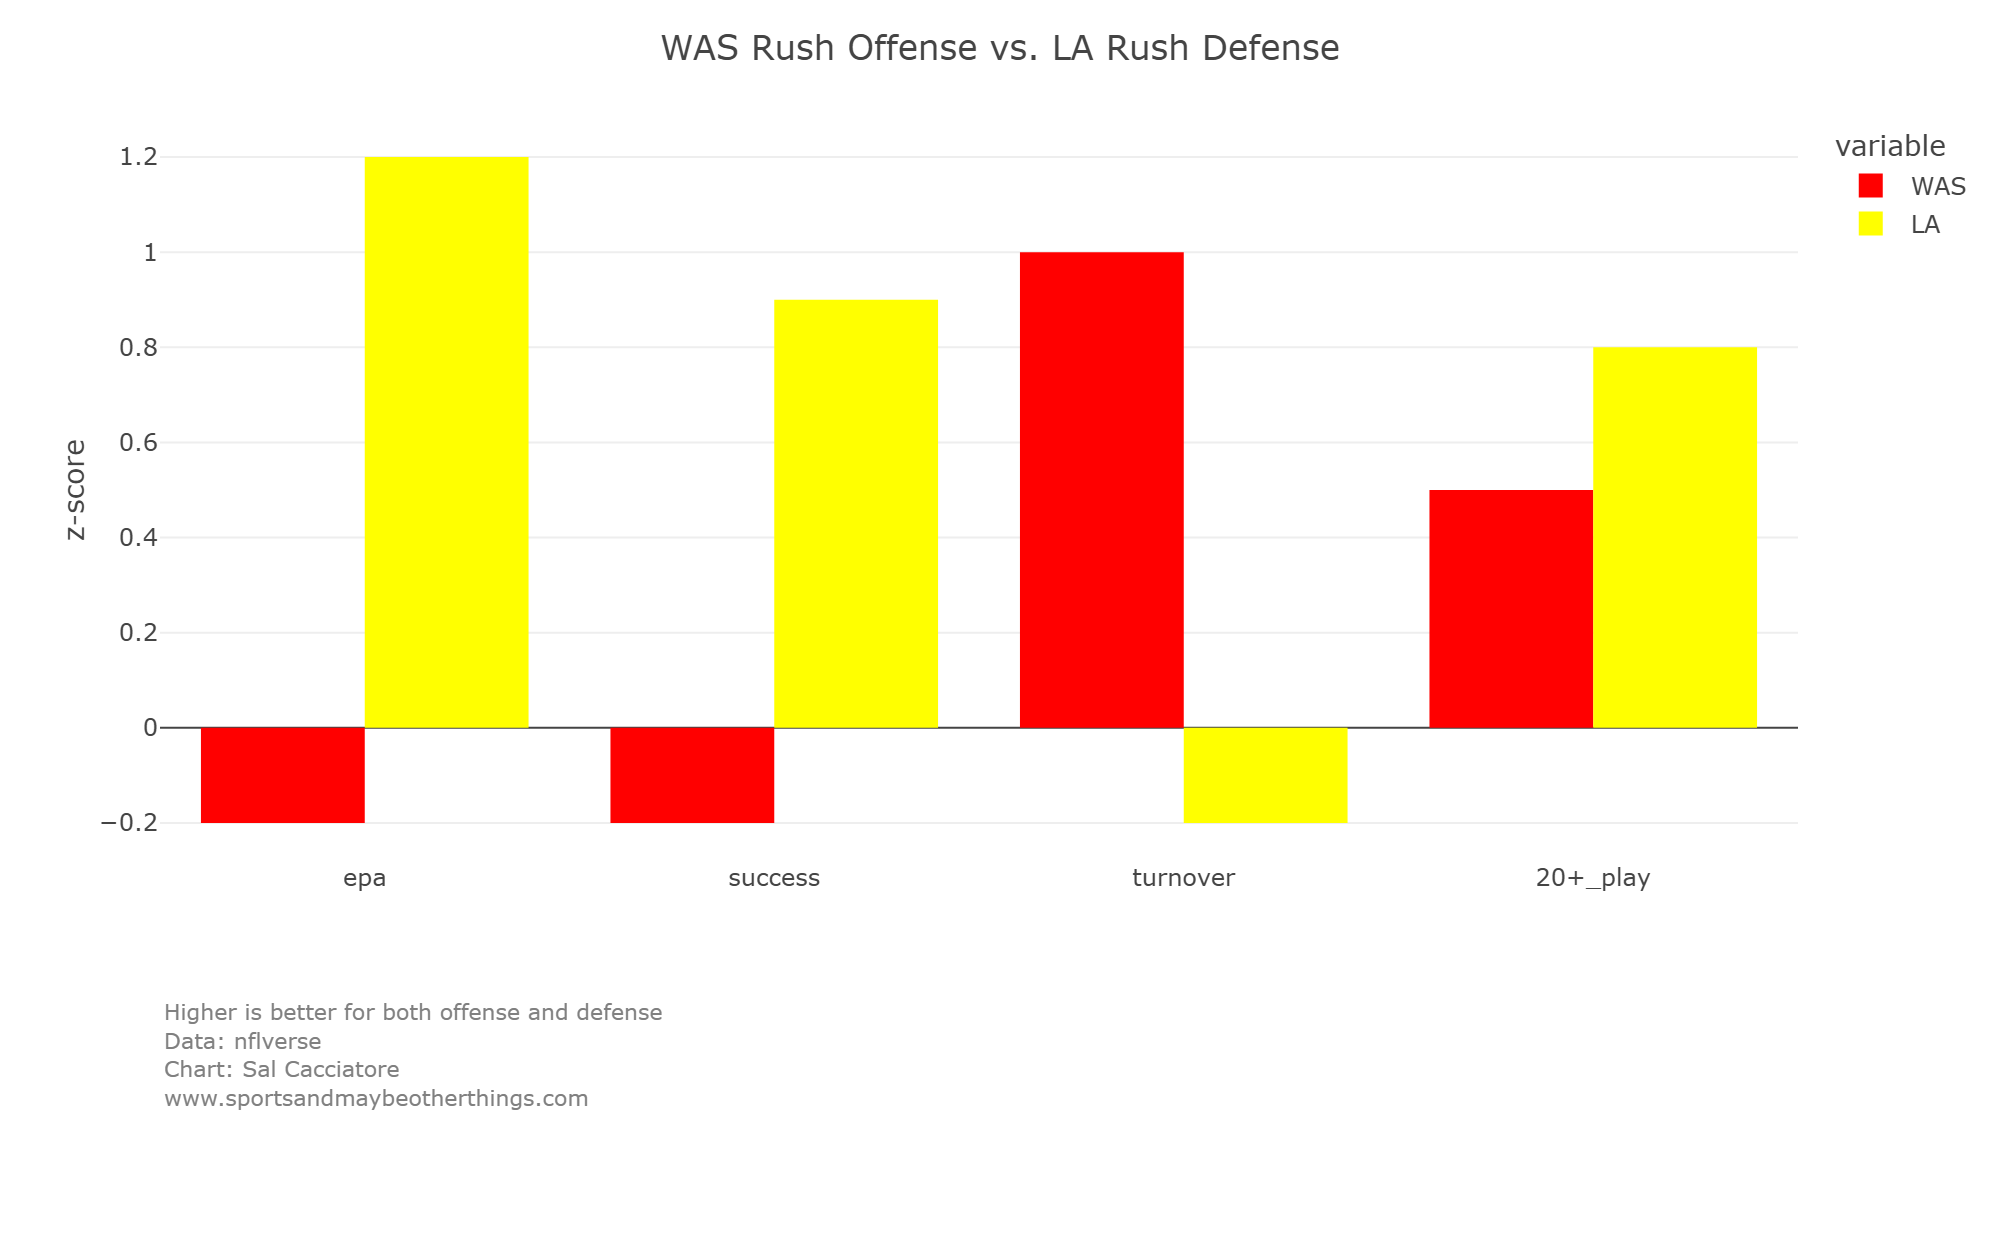 WAS Rush Offense vs. LA Rush Defense
variable
WAS
LA
z-score
1.2
1
0.8
0.6
0.4
0.2
0
−0.2
epa
success
turnover
20+_play
Higher is better for both offense and defense
Data: nflverse
Chart: Sal Cacciatore
www.sportsandmaybeotherthings.com